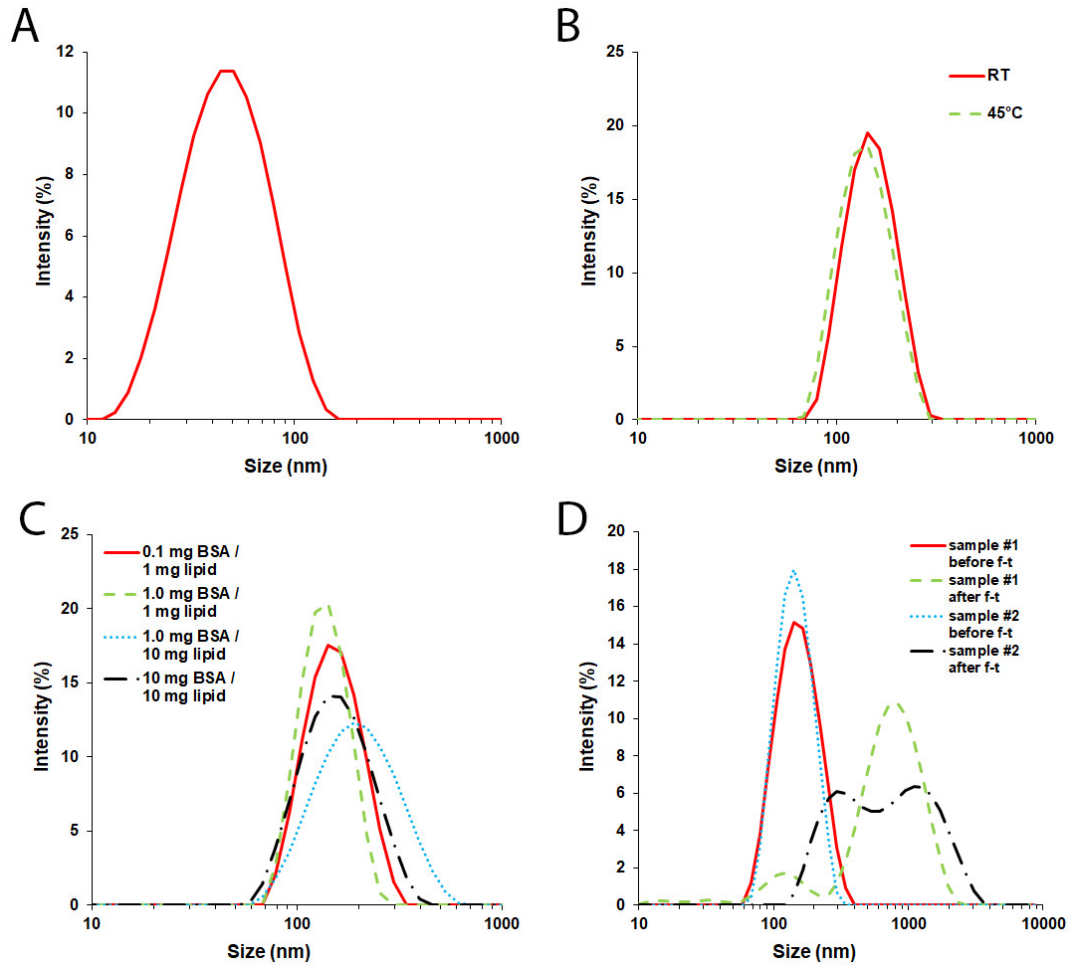 A
12
10
8
6
4
2
0
Intensity (%)
10 100 1000
Size (nm)
B
25
20
15
10
5
0
Intensity (%)
RT
45°C
10 100 1000
Size (nm)
C
25
20
15
10
5
0
Intensity (%)
0.1 mg BSA /
1 mg lipid
1.0 mg BSA /
1 mg lipid
1.0 mg BSA /
10 mg lipid
10 mg BSA /
10 mg lipid
10 100 1000
Size (nm)
D
20
18
16
14
12
10
8
6
4
2
0
Intensity (%)
sample #1
before f-t
sample #1
after f-t
sample #2
before f-t
sample #2
after f-t
10 100 1000 10000
Size (nm)